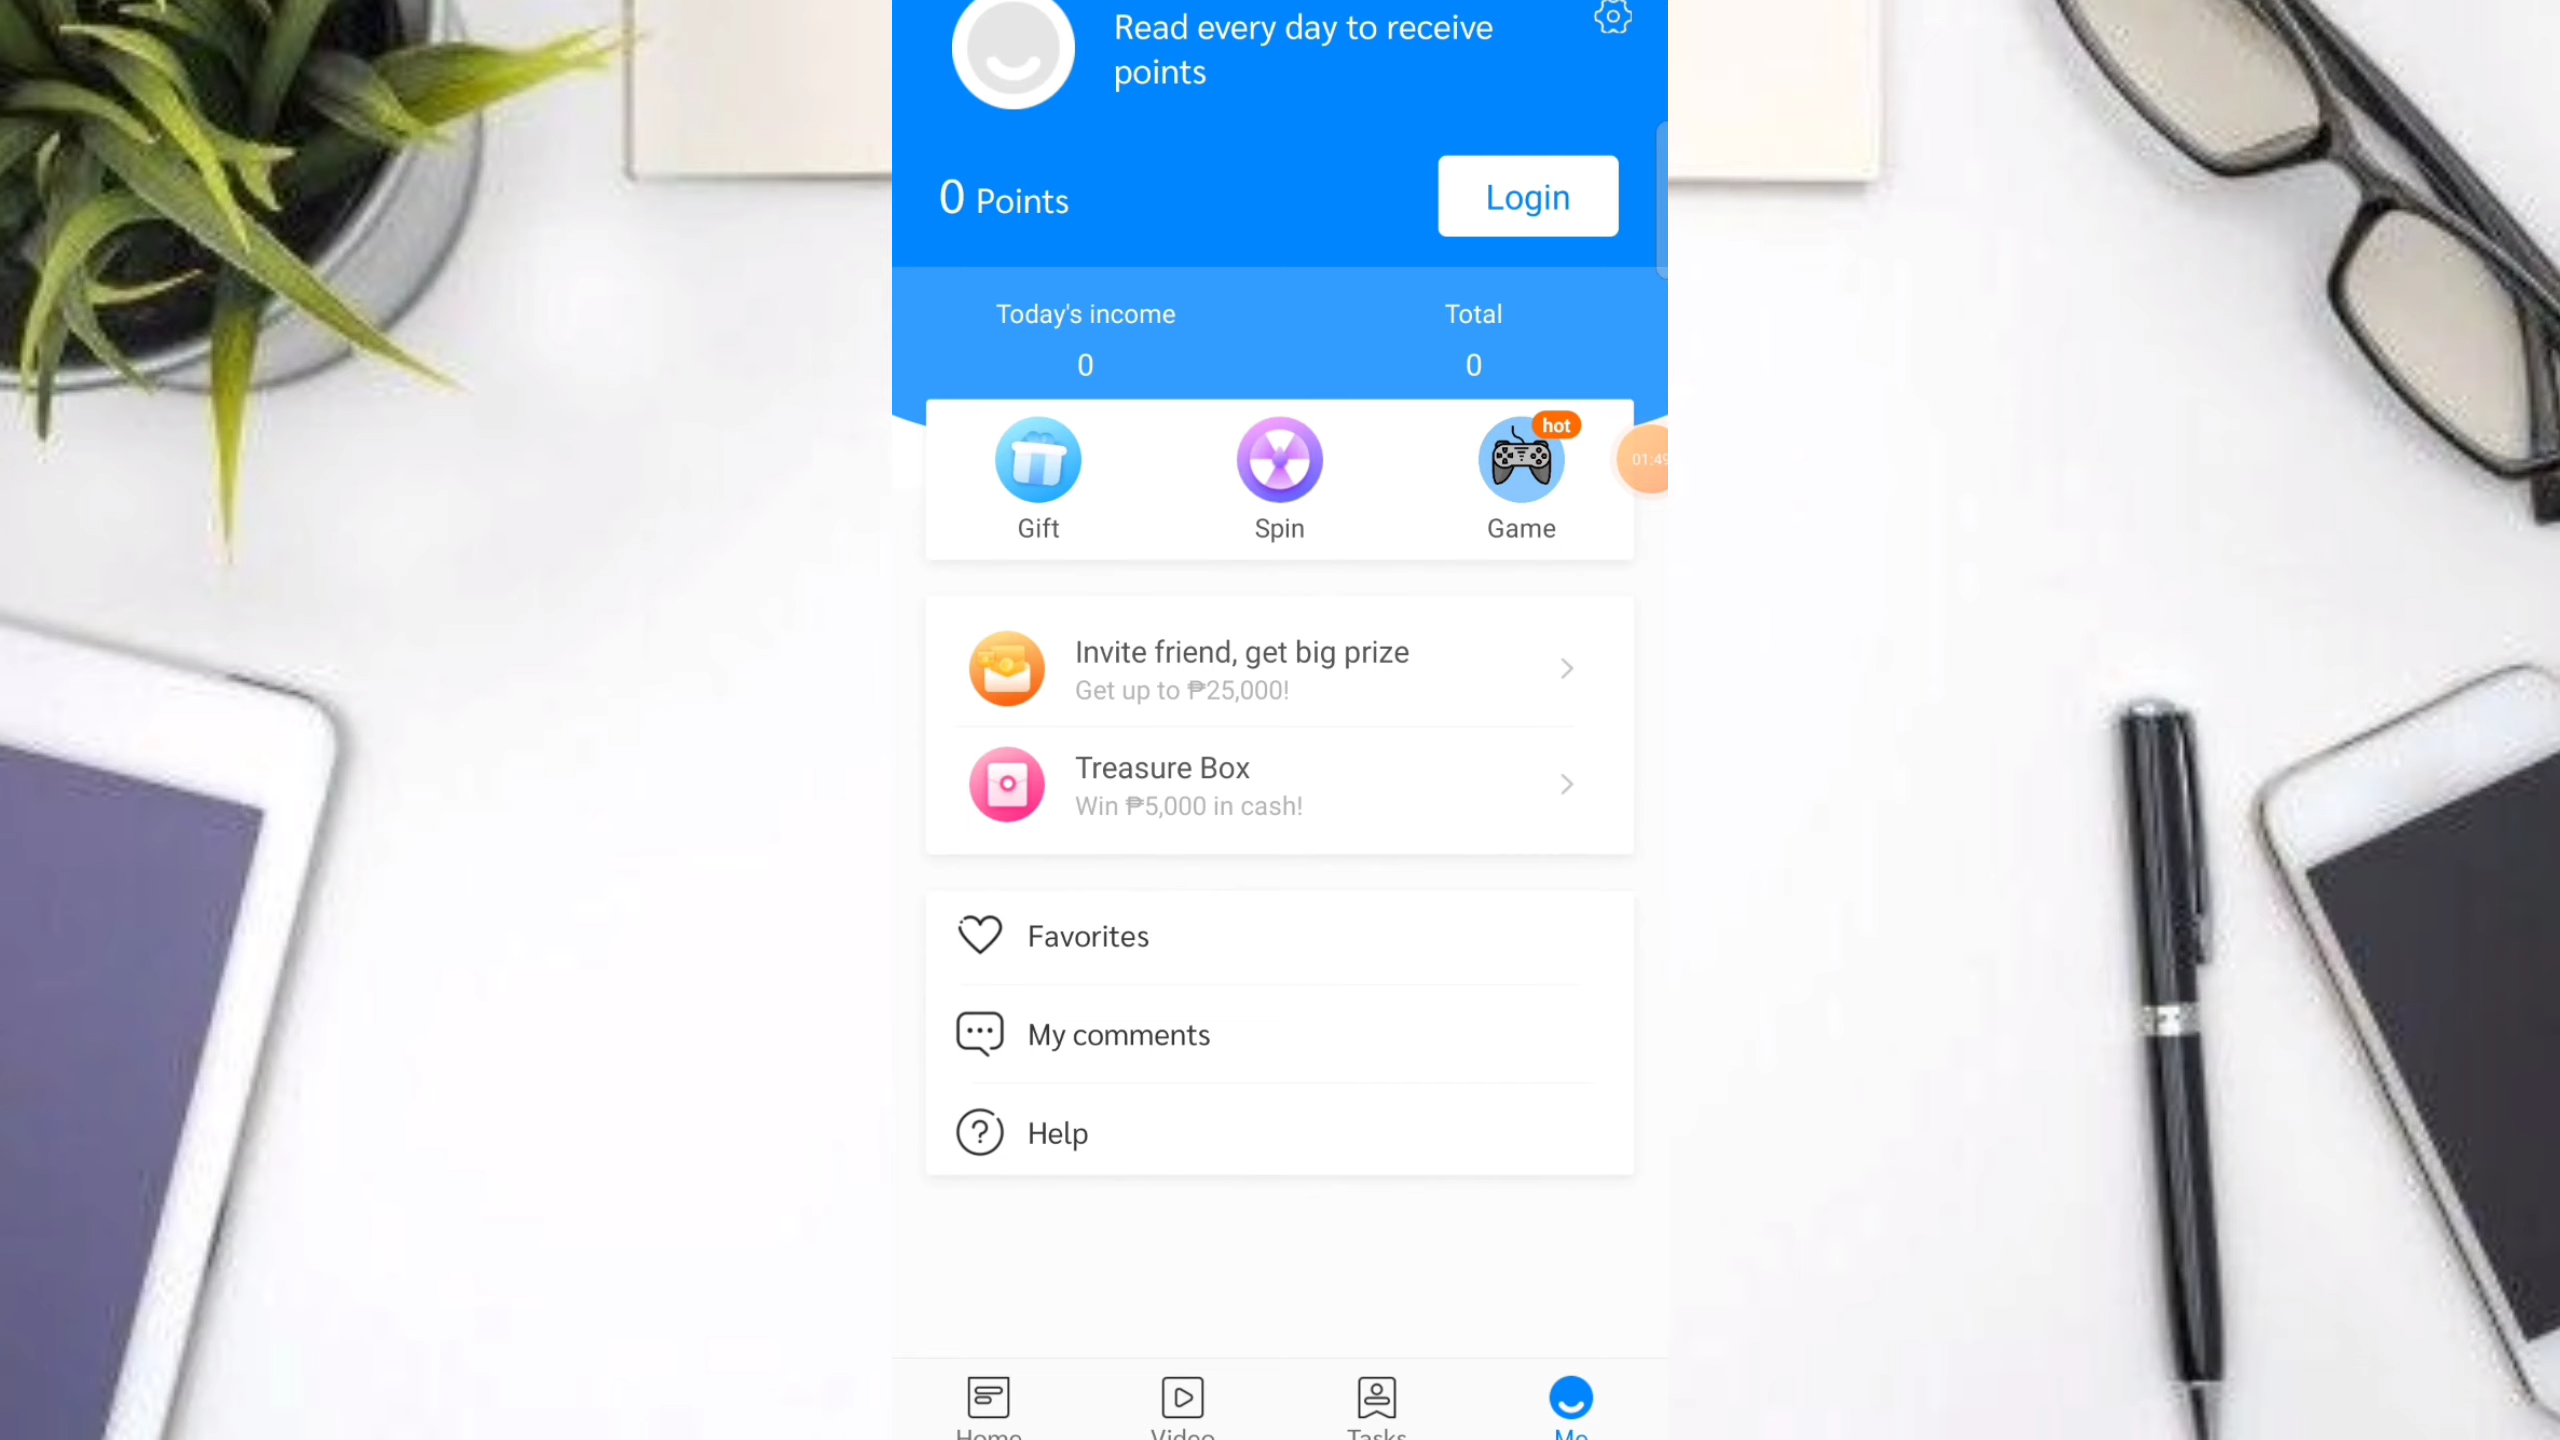 Read every day to receive
points
0 Points
Login
Today's income
Total
0
0
hot
01:49
Gift
Spin
Game
Invite friend, get big prize
Get up to ₱25,000!
Treasure Box
Win ₱5,000 in cash!
Favorites
My comments
Help
Home
Video
Tasks
Me